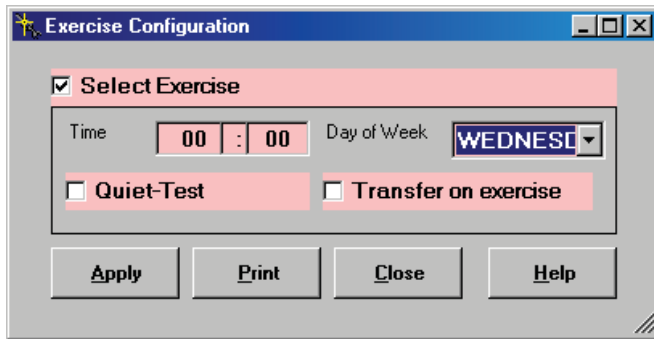 Exercise Configuration
Select Exercise
Time 00 : 00 Day of Week WEDNESD
Quiet-Test Transfer on exercise
Apply Print Close Help